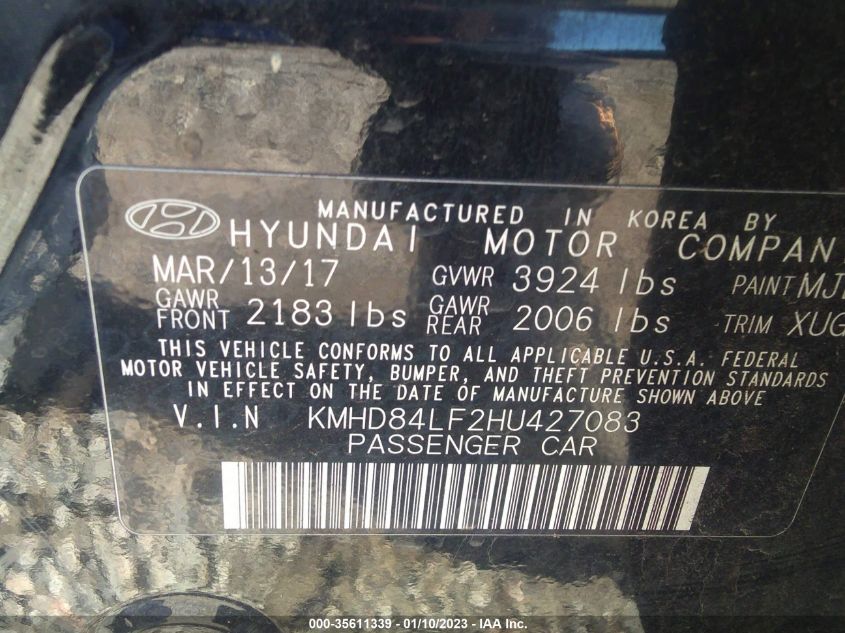 MANUFACTURED IN KOREA BY
HYUNDAI MOTOR COMPAN
MAR/13/17 GVWR 3924 lbs PAINT MJ
GAWR FRONT 2183 lbs GAWR REAR 2006 lbs TRIM XUG
THIS VEHICLE CONFORMS TO ALL APPLICABLE U.S.A. FEDERAL
MOTOR VEHICLE SAFETY, BUMPER, AND THEFT PREVENTION STANDARDS
IN EFFECT ON THE DATE OF MANUFACTURE SHOWN ABOVE
V.I.N KMHD84LF2HU427083
PASSENGER CAR
000-35611339 / 01/10/2023 - IAA Inc.